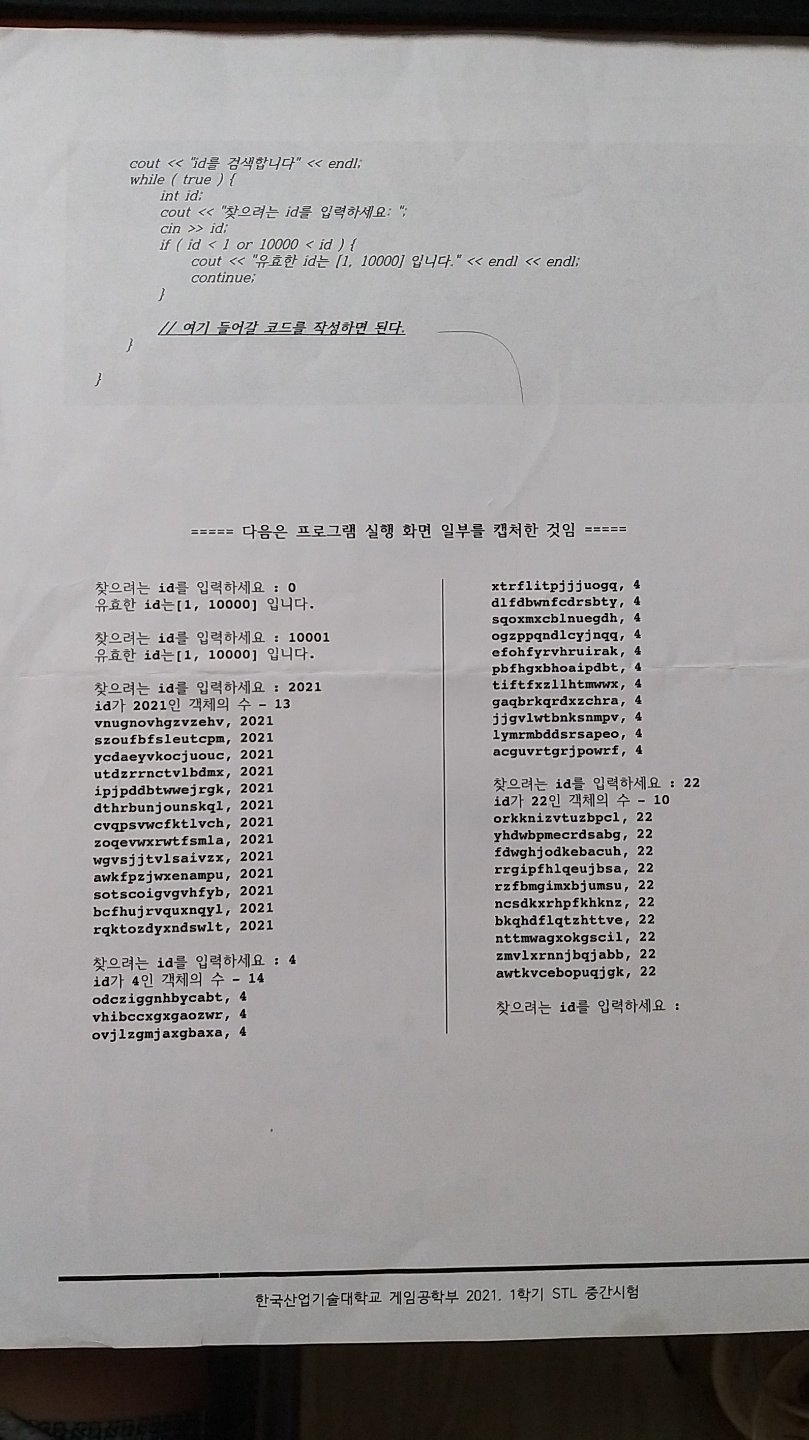 cout << "id를 검색합니다" << endl;
while ( true ) {
int id;
cout << "찾으려는 id를 입력하세요: ";
cin >> id;
if ( id < 1 or 10000 < id ) {
cout << "유효한 id는 [1, 10000] 입니다." << endl << endl;
continue;
}
// 여기 들어갈 코드를 작성하면 된다.
}
}
===== 다음은 프로그램 실행 화면 일부를 캡처한 것임 =====
찾으려는 id를 입력하세요 : 0
유효한 id는[1, 10000] 입니다.
찾으려는 id를 입력하세요 : 10001
유효한 id는[1, 10000] 입니다.
찾으려는 id를 입력하세요 : 2021
id가 2021인 객체의 수 - 13
vnugnovhgzvzehv, 2021
szoufbfsleutcpm, 2021
ycdaeyvkocjuouc, 2021
utdzrrnctvlbdmx, 2021
ipjpddbtwwejrgk, 2021
dthrbunjounskql, 2021
cvqpsvwcfktlvch, 2021
zoqevwxrwtfsmla, 2021
wgvsjjtvlsaivzx, 2021
awkfpzjwxenampu, 2021
sotscoigvgvhfyb, 2021
bcfhujrvquxnqyl, 2021
rqktozdyxndswlt, 2021
찾으려는 id를 입력하세요 : 4
id가 4인 객체의 수 - 14
odcziggnhbycabt, 4
vhibccxgxgaozwr, 4
ovjlzgmjaxgbaxa, 4
xtrflitpjjjuogq, 4
dlfdbwnfcdrsbty, 4
sqoxmxcblnuegdh, 4
ogzppqndlcyjnqq, 4
efohfyrvhruirak, 4
pbfhgxbhoaipdbt, 4
tiftfxzllhtmwwx, 4
gaqbrkqrdxzchra, 4
jjgvlwtbnksnmpv, 4
lymrmbddsrsapeo, 4
acguvrtgrjpowrf, 4
찾으려는 id를 입력하세요 : 22
id가 22인 객체의 수 - 10
orkknizvtuzbpcl, 22
yhdwbpmecrdsabg, 22
fdwghjodkebacuh, 22
rrgipfhlqeujbsa, 22
rzfbmgimxbjumsu, 22
ncsdkxrhpfkhknz, 22
bkqhdflqtzhttve, 22
nttmwagxokgscil, 22
zmvlxrnnjbqjabb, 22
awtkvcebopuqjgk, 22
찾으려는 id를 입력하세요 :
한국산업기술대학교 게임공학부 2021. 1학기 STL 중간시험